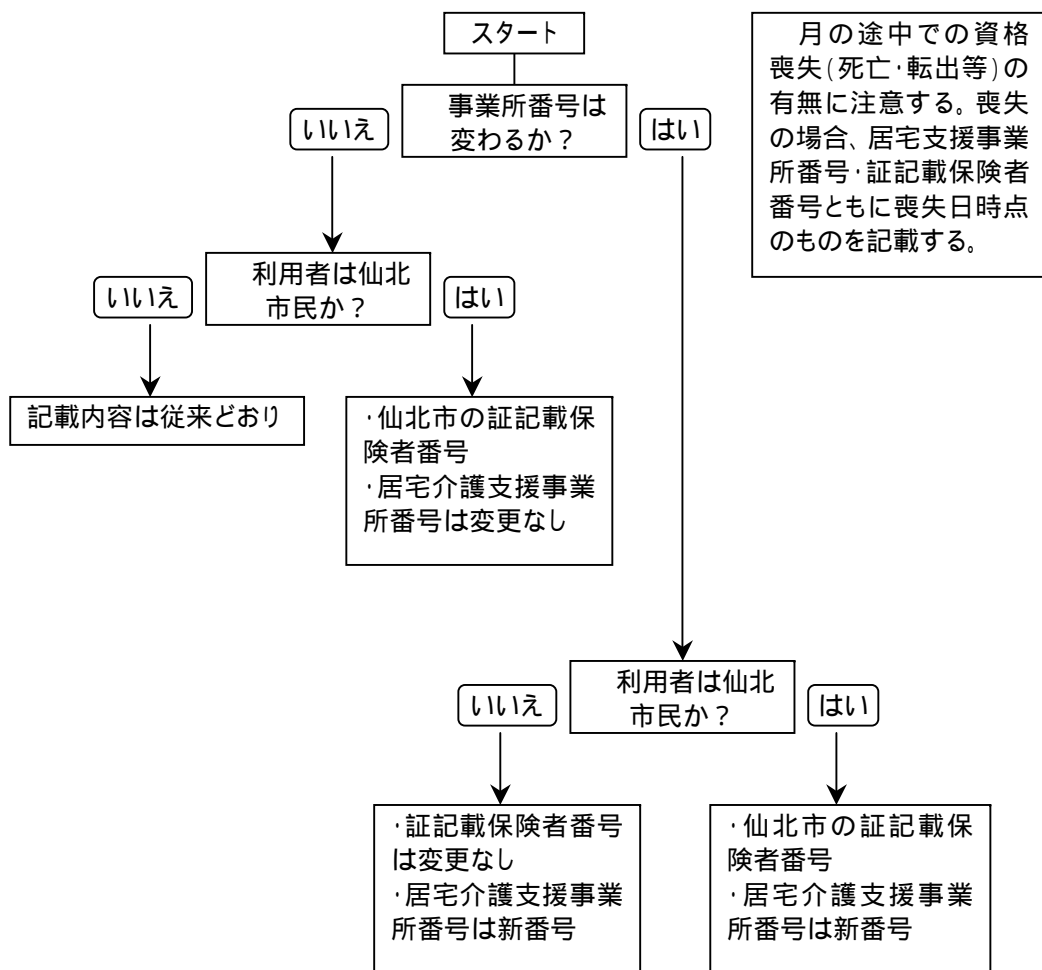 スタート
月の途中での資格
喪失(死亡・転出等)の
有無に注意する。喪失
の場合、居宅支援事業
所番号・証記載保険者
番号ともに喪失日時点
のものを記載する。
事業所番号は
変わるか？
いいえ
はい
利用者は仙北
市民か？
いいえ
はい
記載内容は従来どおり
・仙北市の証記載保
険者番号
・居宅介護支援事業
所番号は変更なし
利用者は仙北
市民か？
いいえ
はい
・証記載保険者番号
は変更なし
・居宅介護支援事業
所番号は新番号
・仙北市の証記載保
険者番号
・居宅介護支援事業
所番号は新番号